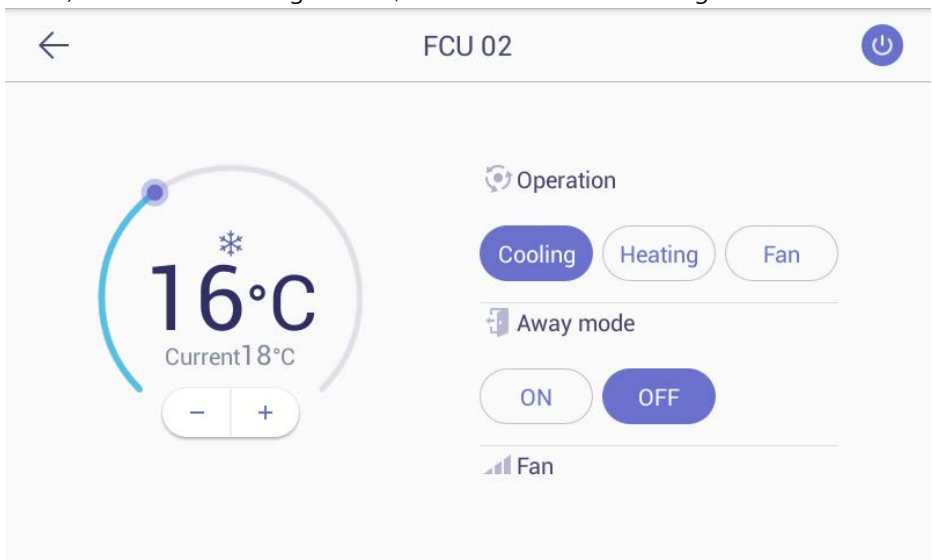 FCU 02
16°C
Current18°C
- +
Operation
Cooling Heating Fan
Away mode
ON OFF
Fan